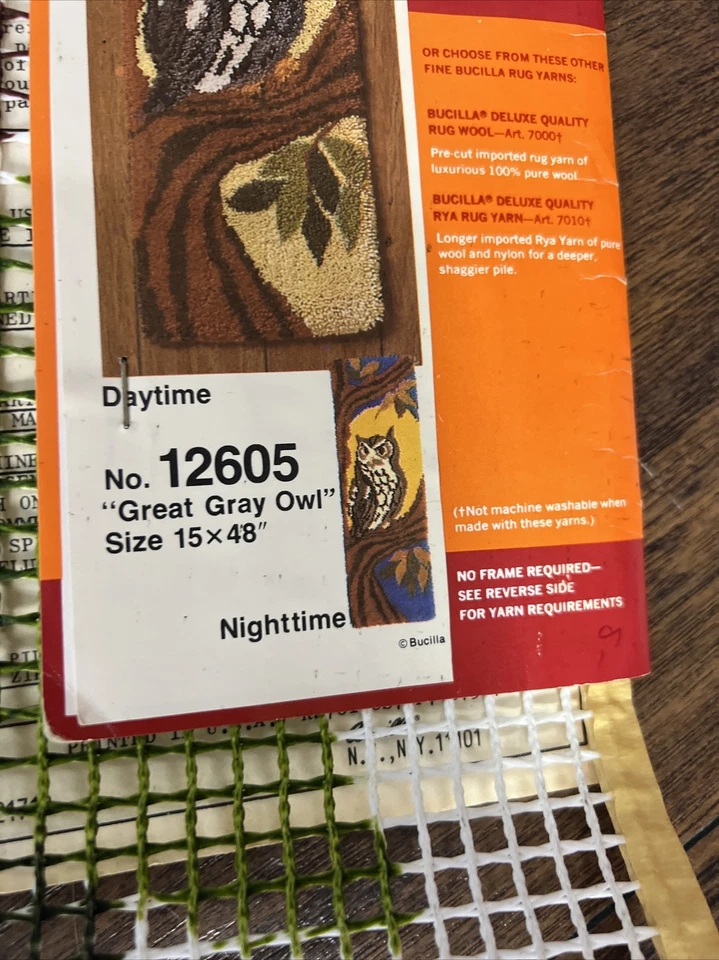 OR CHOOSE FROM THESE OTHER
FINE BUCILLA RUG YARNS:
BUCILLA® DELUXE QUALITY
RUG WOOL—Art. 7000†
Pre-cut imported rug yarn of
luxurious 100% pure wool
BUCILLA® DELUXE QUALITY
RYA RUG YARN—Art. 7010†
Longer imported Rya Yarn of pure
wool and nylon for a deeper,
shaggier pile.
Daytime
No. 12605
“Great Gray Owl”
Size 15×48″
Nighttime
©Bucilla
(†Not machine washable when
made with these yarns.)
NO FRAME REQUIRED—
SEE REVERSE SIDE
FOR YARN REQUIREMENTS
PRINTED
N.Y. 11101